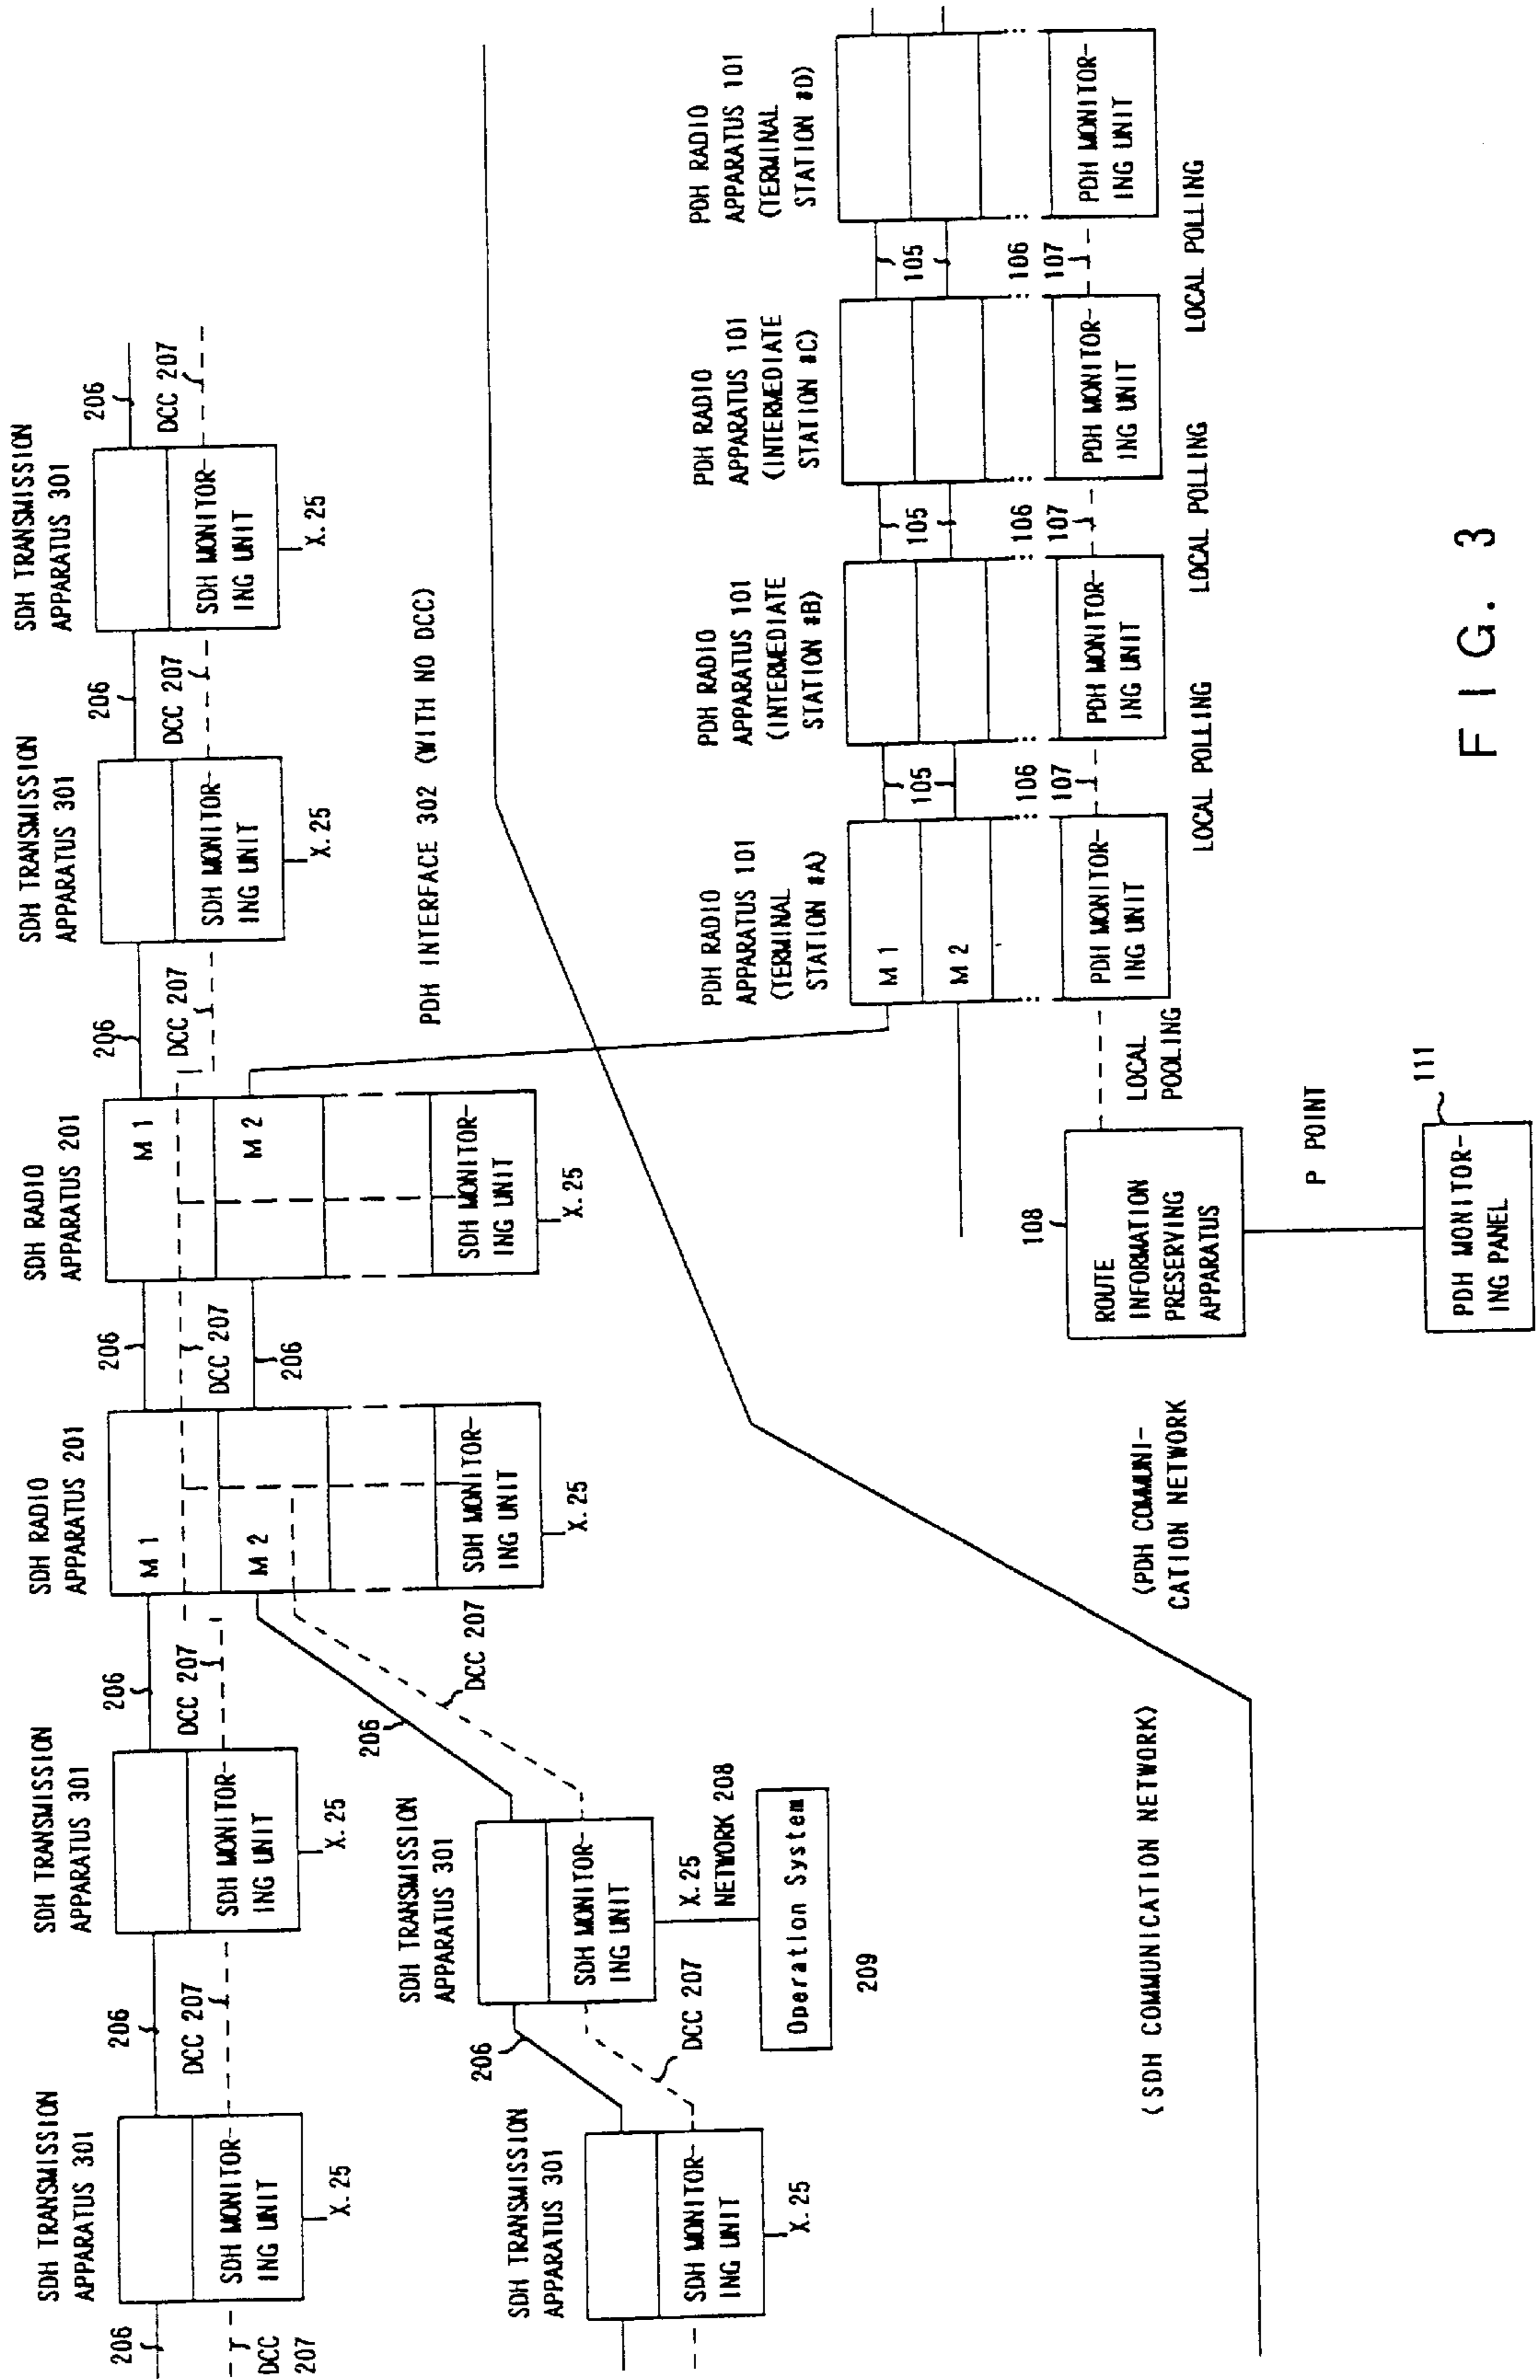 SDH TRANSMISSION
APPARATUS 301
206
DCC
207
SDH MONITOR-
ING UNIT
X.25
206
DCC 207
SDH TRANSMISSION
APPARATUS 301
SDH MONITOR-
ING UNIT
X.25
206
DCC 207
SDH RADIO
APPARATUS 201
M 1
M 2
SDH MONITOR-
ING UNIT
X.25
206
DCC 207
206
SDH RADIO
APPARATUS 201
M 1
M 2
SDH MONITOR-
ING UNIT
X.25
206
DCC 207
SDH TRANSMISSION
APPARATUS 301
SDH MONITOR-
ING UNIT
X.25
206
DCC 207
SDH TRANSMISSION
APPARATUS 301
SDH MONITOR-
ING UNIT
X.25
206
DCC 207
SDH TRANSMISSION
APPARATUS 301
SDH MONITOR-
ING UNIT
X.25
206
DCC 207
SDH TRANSMISSION
APPARATUS 301
SDH MONITOR-
ING UNIT
X.25
NETWORK 208
Operation System
209
206
DCC 207
PDH INTERFACE 302 (WITH NO DCC)
(SDH COMMUNICATION NETWORK)
(PDH COMMUNI-
CATION NETWORK
108
ROUTE
INFORMATION
PRESERVING
APPARATUS
P POINT
111
PDH MONITOR-
ING PANEL
LOCAL
POOLING
PDH RADIO
APPARATUS 101
(TERMINAL
STATION #A)
M 1
M 2
PDH MONITOR-
ING UNIT
105
106
107
LOCAL POLLING
PDH RADIO
APPARATUS 101
(INTERMEDIATE
STATION #B)
PDH MONITOR-
ING UNIT
105
106
107
LOCAL POLLING
PDH RADIO
APPARATUS 101
(INTERMEDIATE
STATION #C)
PDH MONITOR-
ING UNIT
105
106
107
LOCAL POLLING
PDH RADIO
APPARATUS 101
(TERMINAL
STATION #D)
PDH MONITOR-
ING UNIT
FIG. 3